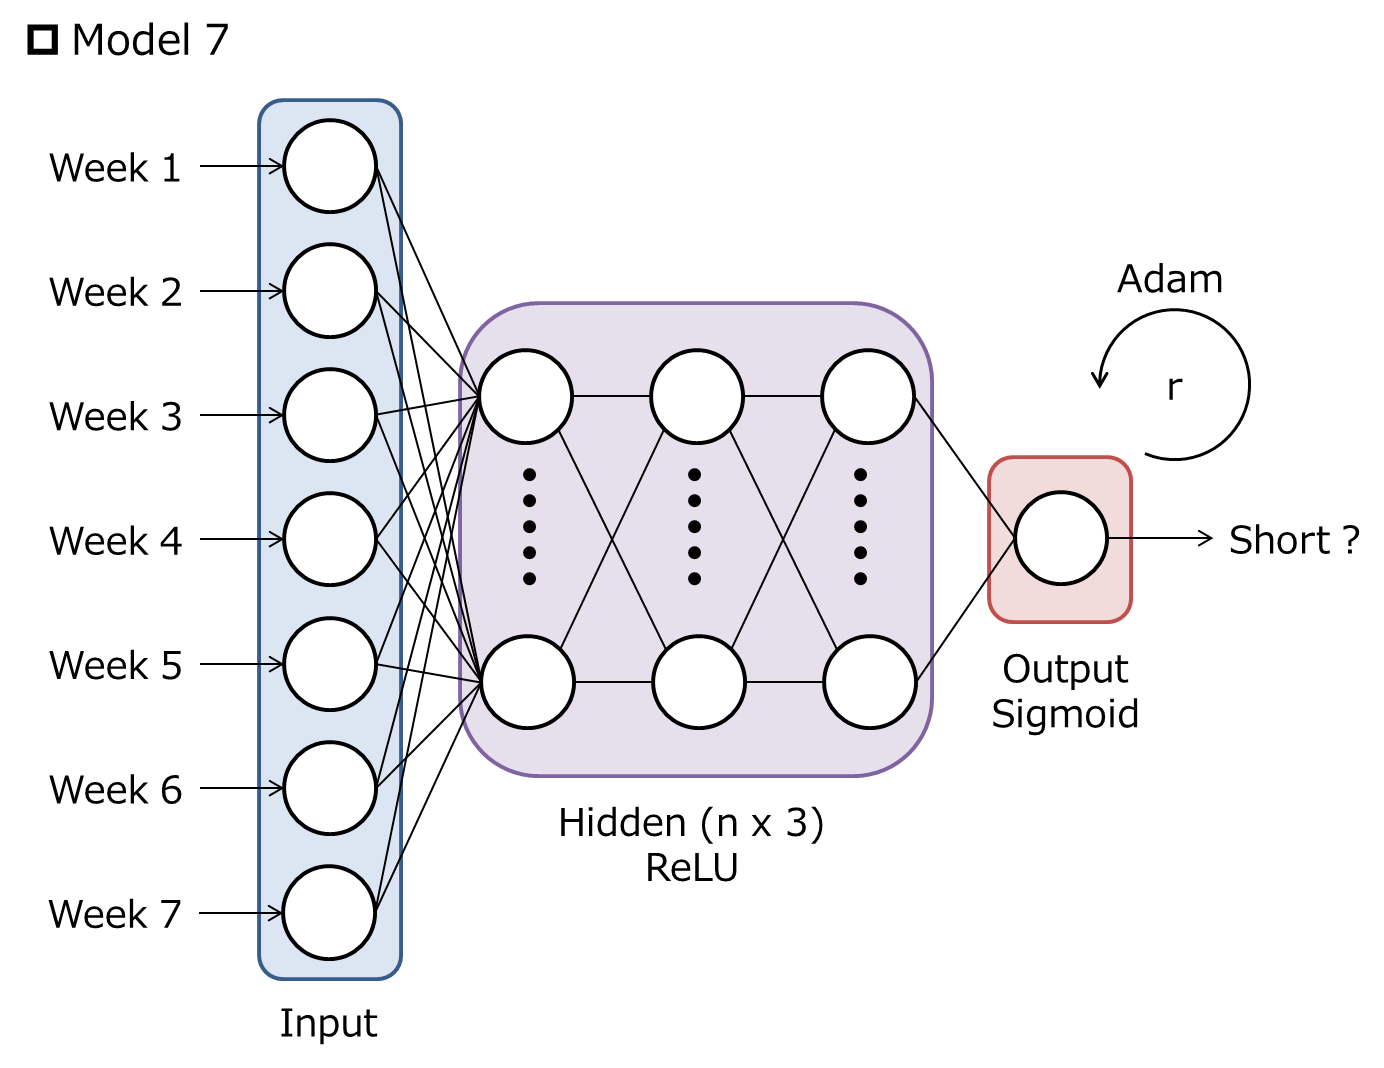 Model 7
Week 1
Week 2
Week 3
Week 4
Week 5
Week 6
Week 7
Input
Hidden (n x 3)
ReLU
Adam
r
Short ?
Output
Sigmoid